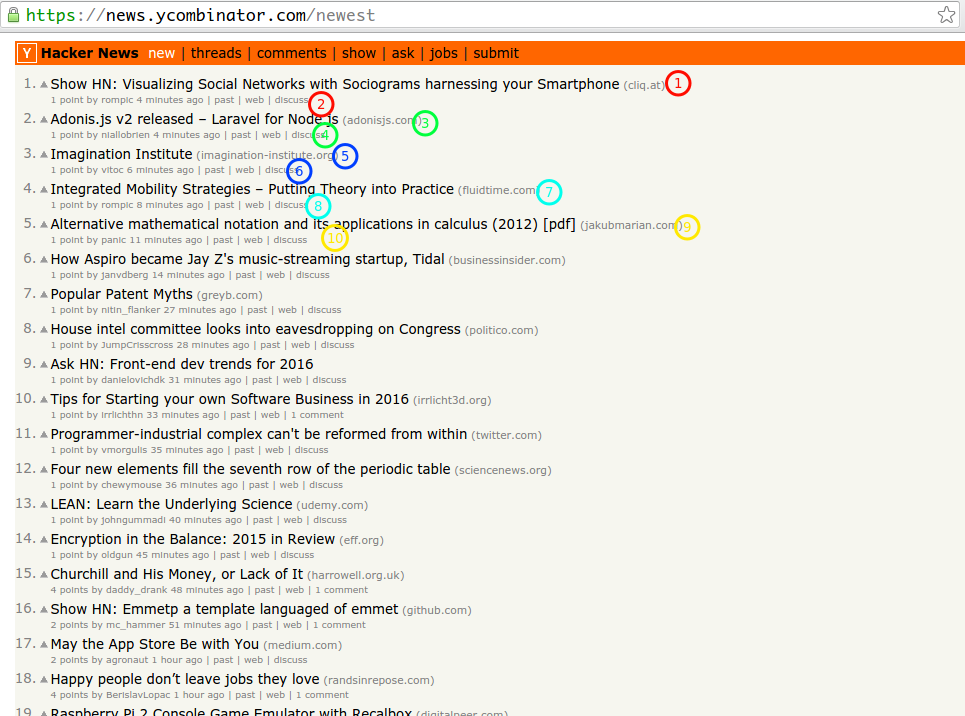 https://news.ycombinator.com/newest
Y Hacker News new | threads | comments | show | ask | jobs | submit
1. Show HN: Visualizing Social Networks with Sociograms harnessing your Smartphone (cliq.at) 1
1 point by rompic 4 minutes ago | past | web | discuss 2
2. Adonis.js v2 released – Laravel for Node.js (adonisjs.com) 3
1 point by niallobrien 4 minutes ago | past | web | discuss 4
3. Imagination Institute (imagination-institute.org) 5
1 point by vitoc 6 minutes ago | past | web | discuss 6
4. Integrated Mobility Strategies – Putting Theory into Practice (fluidtime.com) 7
1 point by rompic 8 minutes ago | past | web | discuss 8
5. Alternative mathematical notation and its applications in calculus (2012) [pdf] (jakubmarian.com) 9
1 point by panic 11 minutes ago | past | web | discuss 10
6. How Aspiro became Jay Z's music-streaming startup, Tidal (businessinsider.com)
1 point by janvdberg 14 minutes ago | past | web | discuss
7. Popular Patent Myths (greyb.com)
1 point by nitin_flanker 27 minutes ago | past | web | discuss
8. House intel committee looks into eavesdropping on Congress (politico.com)
1 point by JumpCrisscross 28 minutes ago | past | web | discuss
9. Ask HN: Front-end dev trends for 2016
1 point by danielovichdk 31 minutes ago | past | web | discuss
10. Tips for Starting your own Software Business in 2016 (irrlicht3d.org)
1 point by irrlichthn 33 minutes ago | past | web | 1 comment
11. Programmer-industrial complex can't be reformed from within (twitter.com)
1 point by vmorgulis 35 minutes ago | past | web | discuss
12. Four new elements fill the seventh row of the periodic table (sciencenews.org)
1 point by chewymouse 36 minutes ago | past | web | discuss
13. LEAN: Learn the Underlying Science (udemy.com)
1 point by johngummadi 40 minutes ago | past | web | discuss
14. Encryption in the Balance: 2015 in Review (eff.org)
1 point by oldgun 45 minutes ago | past | web | discuss
15. Churchill and His Money, or Lack of It (harrowell.org.uk)
4 points by daddy_drank 48 minutes ago | past | web | 1 comment
16. Show HN: Emmetp a template languaged of emmet (github.com)
2 points by mc_hammer 51 minutes ago | past | web | 1 comment
17. May the App Store Be with You (medium.com)
2 points by agronaut 1 hour ago | past | web | discuss
18. Happy people don’t leave jobs they love (randsinrepose.com)
4 points by BerislavLopac 1 hour ago | past | web | 1 comment
19. Raspberry Pi 2 Console Game Emulator with Recalbox (digitalpeer.com)